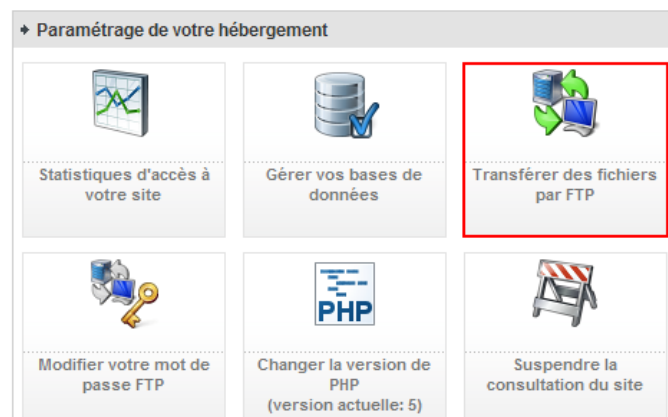 Paramétrage de votre hébergement
Statistiques d'accès à
votre site
Gérer vos bases de
données
Transférer des fichiers
par FTP
Modifier votre mot de
passe FTP
PHP
Changer la version de
PHP
(version actuelle: 5)
Suspendre la
consultation du site